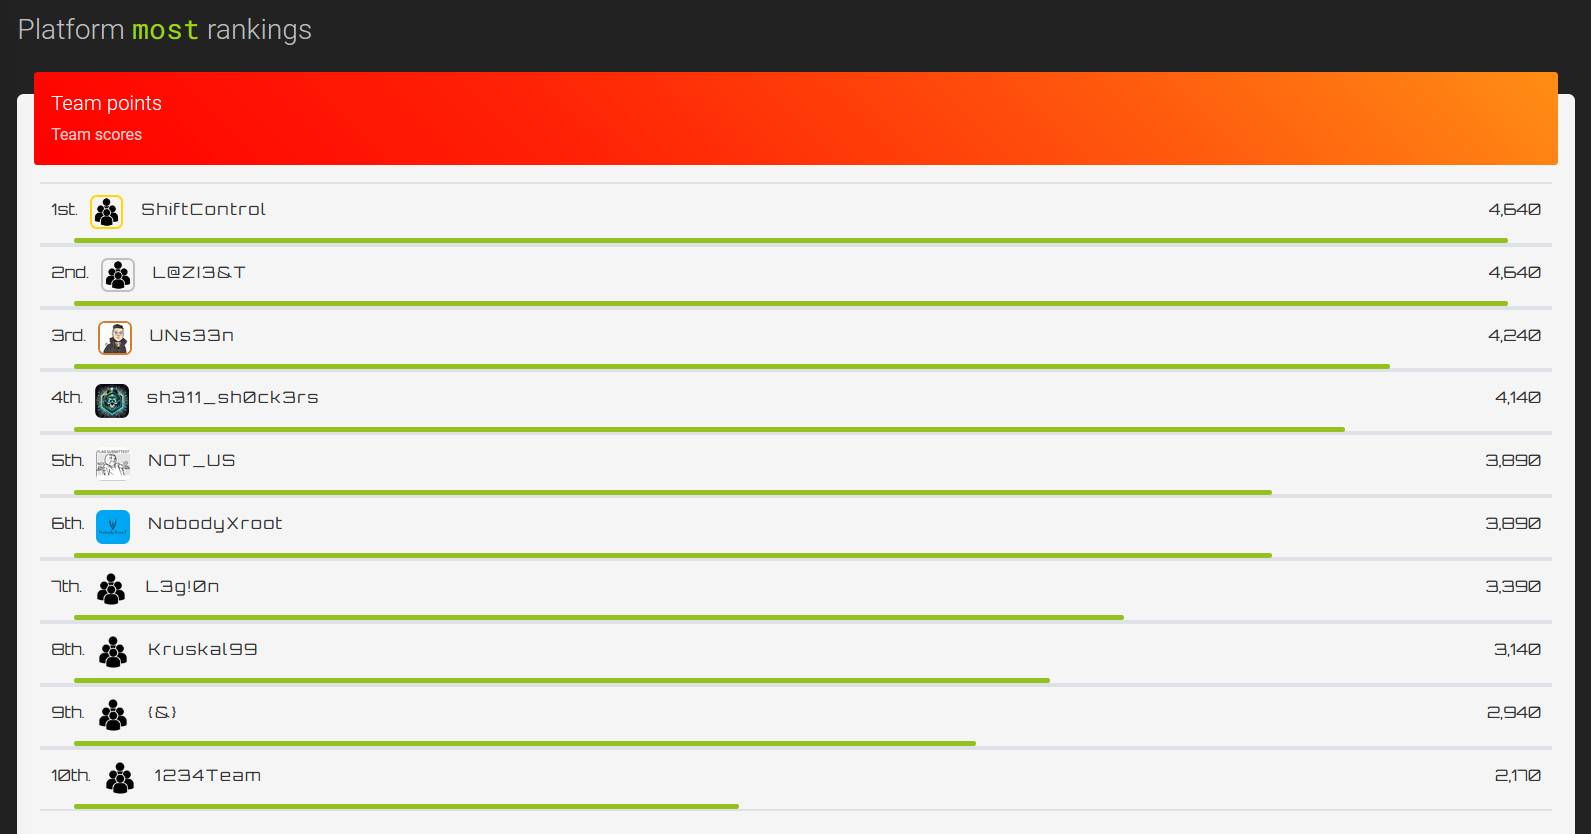 Platform most rankings
Team points
Team scores
1st. ShiftControl 4,640
2nd. L@ZI3&T 4,640
3rd. UNs33n 4,240
4th. sh311_sh0ck3rs 4,140
5th. NOT_US 3,890
6th. NobodyXroot 3,890
7th. L3g!0n 3,390
8th. Kruskal99 3,140
9th. {&} 2,940
10th. 1234Team 2,170